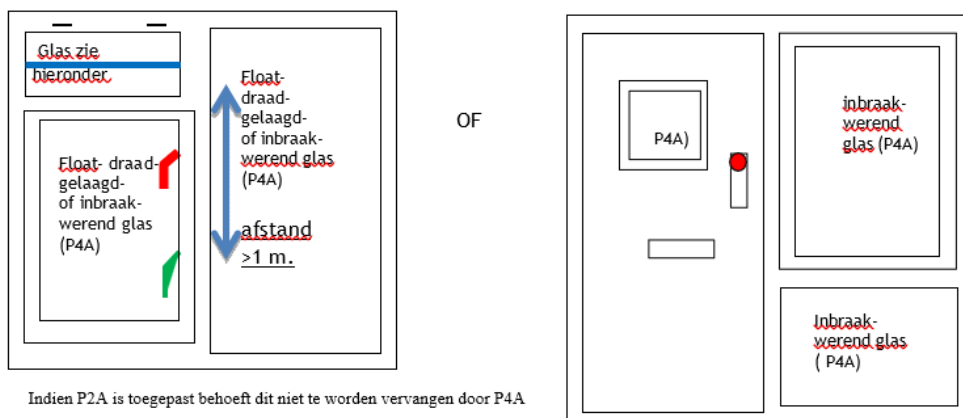 Glas zie
hieronder
Float- draad-
gelaagd-
of inbraak-
werend glas
(P4A)
Float-
draad-
gelaagd-
of inbraak-
werend glas
(P4A)
afstand
>1 m.
OF
P4A)
inbraak-
werend
glas (P4A)
Inbraak-
werend glas
( P4A)
Indien P2A is toegepast behoeft dit niet te worden vervangen door P4A